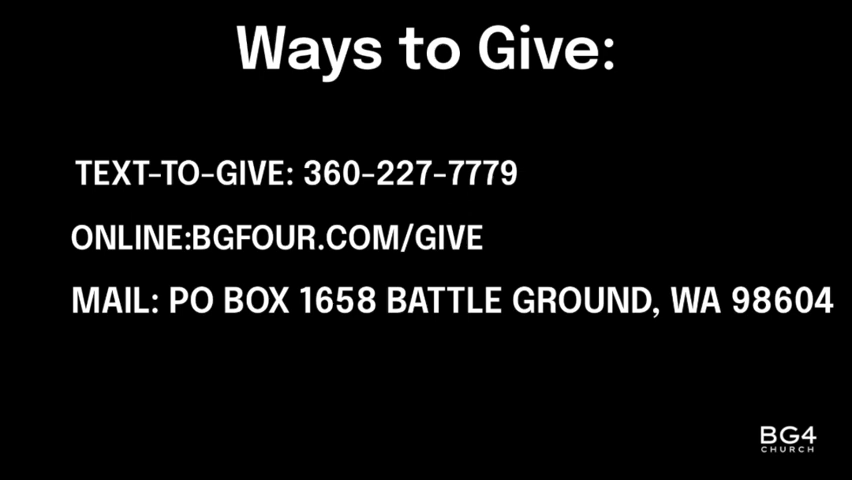 Ways to Give:
TEXT-TO-GIVE: 360-227-7779
ONLINE:BGFOUR.COM/GIVE
MAIL: PO BOX 1658 BATTLE GROUND, WA 98604
BG4
CHURCH